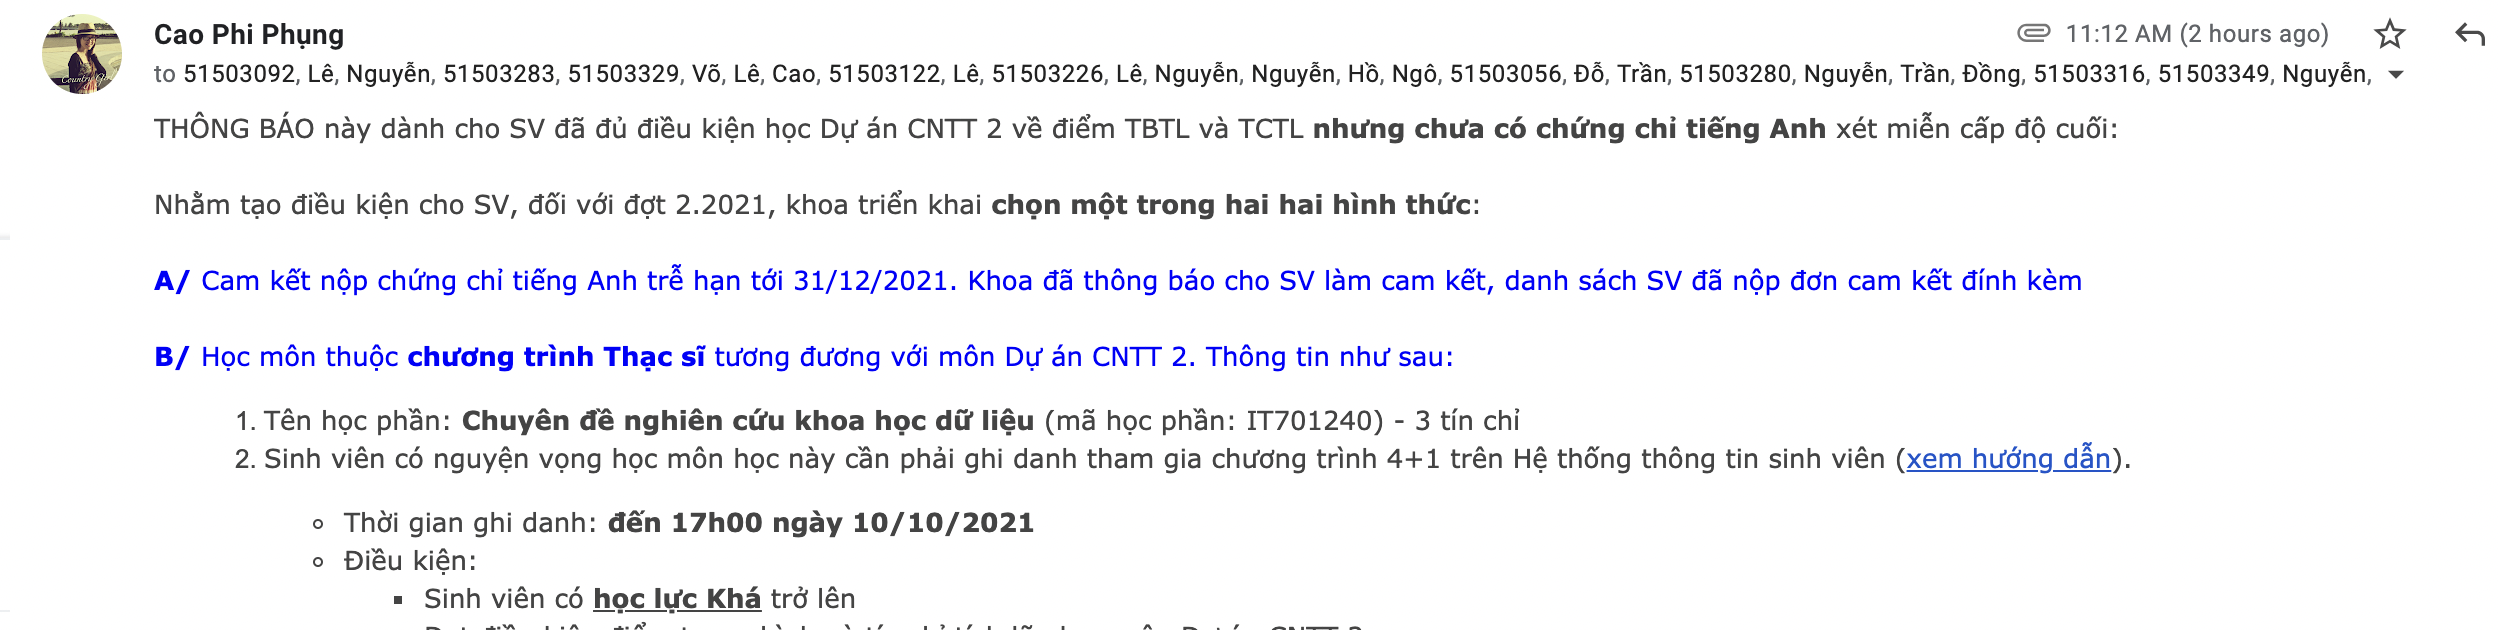 Cao Phi Phụng
11:12 AM (2 hours ago)
to 51503092, Lê, Nguyễn, 51503283, 51503329, Võ, Lê, Cao, 51503122, Lê, 51503226, Lê, Nguyễn, Nguyễn, Hồ, Ngô, 51503056, Đỗ, Trần, 51503280, Nguyễn, Trần, Đồng, 51503316, 51503349, Nguyễn,
THÔNG BÁO này dành cho SV đã đủ điều kiện học Dự án CNTT 2 về điểm TBTL và TCTL nhưng chưa có chứng chỉ tiếng Anh xét miễn cấp độ cuối:
Nhằm tạo điều kiện cho SV, đối với đợt 2.2021, khoa triển khai chọn một trong hai hai hình thức:
A/ Cam kết nộp chứng chỉ tiếng Anh trễ hạn tới 31/12/2021. Khoa đã thông báo cho SV làm cam kết, danh sách SV đã nộp đơn cam kết đính kèm
B/ Học môn thuộc chương trình Thạc sĩ tương đương với môn Dự án CNTT 2. Thông tin như sau:
1. Tên học phần: Chuyên đề nghiên cứu khoa học dữ liệu (mã học phần: IT701240) - 3 tín chỉ
2. Sinh viên có nguyện vọng học môn học này cần phải ghi danh tham gia chương trình 4+1 trên Hệ thống thông tin sinh viên (xem hướng dẫn).
Thời gian ghi danh: đến 17h00 ngày 10/10/2021
Điều kiện:
Sinh viên có học lực Khá trở lên